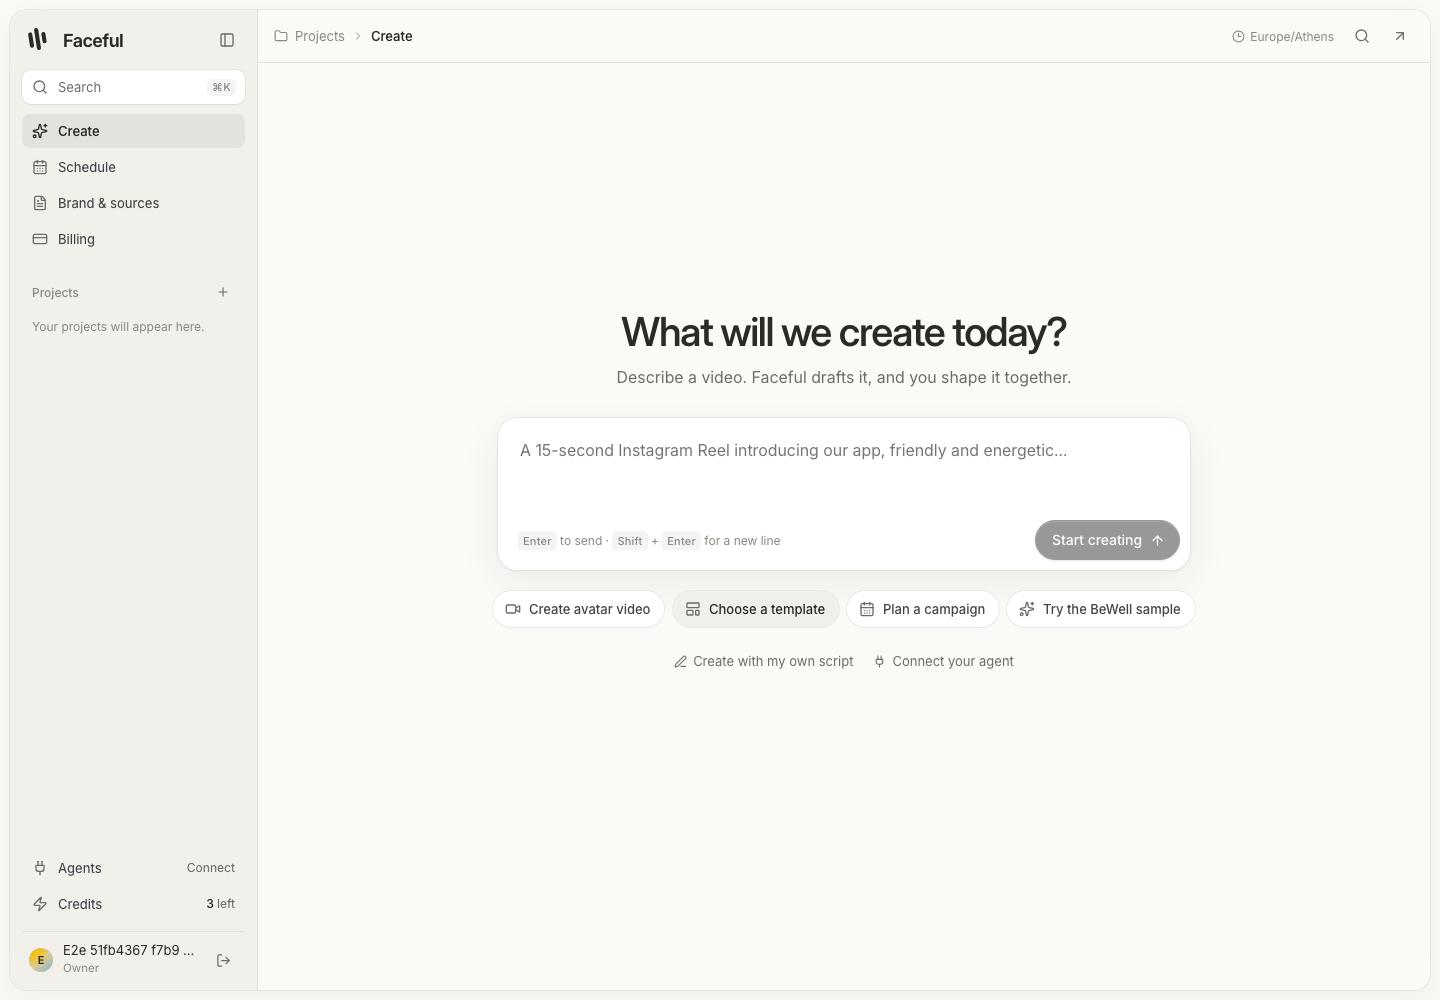 Faceful
Search ⌘K
Create
Schedule
Brand & sources
Billing
Projects
Your projects will appear here.
Agents Connect
Credits 3 left
E E2e 51fb4367 f7b9 ...
Owner
Projects > Create
Europe/Athens
What will we create today?
Describe a video. Faceful drafts it, and you shape it together.
A 15-second Instagram Reel introducing our app, friendly and energetic...
Enter to send · Shift + Enter for a new line
Start creating
Create avatar video
Choose a template
Plan a campaign
Try the BeWell sample
Create with my own script
Connect your agent